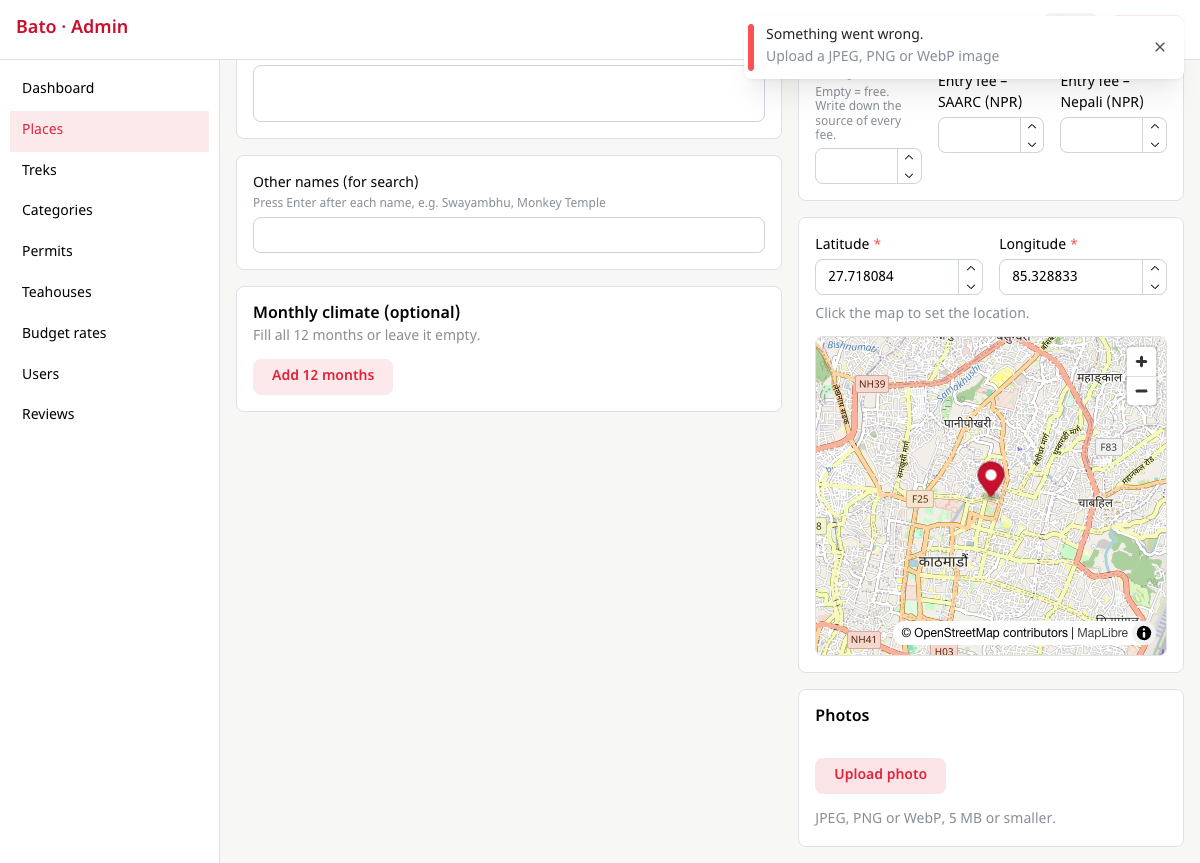 Bato · Admin
Something went wrong.
Upload a JPEG, PNG or WebP image
Dashboard
Places
Treks
Categories
Permits
Teahouses
Budget rates
Users
Reviews
Other names (for search)
Press Enter after each name, e.g. Swayambhu, Monkey Temple
Monthly climate (optional)
Fill all 12 months or leave it empty.
Add 12 months
Empty = free.
Write down the
source of every
fee.
Entry fee –
SAARC (NPR)
Entry fee –
Nepali (NPR)
Latitude *
Longitude *
27.718084
85.328833
Click the map to set the location.
Bishnumati
NH39
Samakhushi
महाङ्काल
पानीपोखरी
F83
F25
चाबहिल
8
काठमाडौं
NH41
H03
© OpenStreetMap contributors | MapLibre
Photos
Upload photo
JPEG, PNG or WebP, 5 MB or smaller.